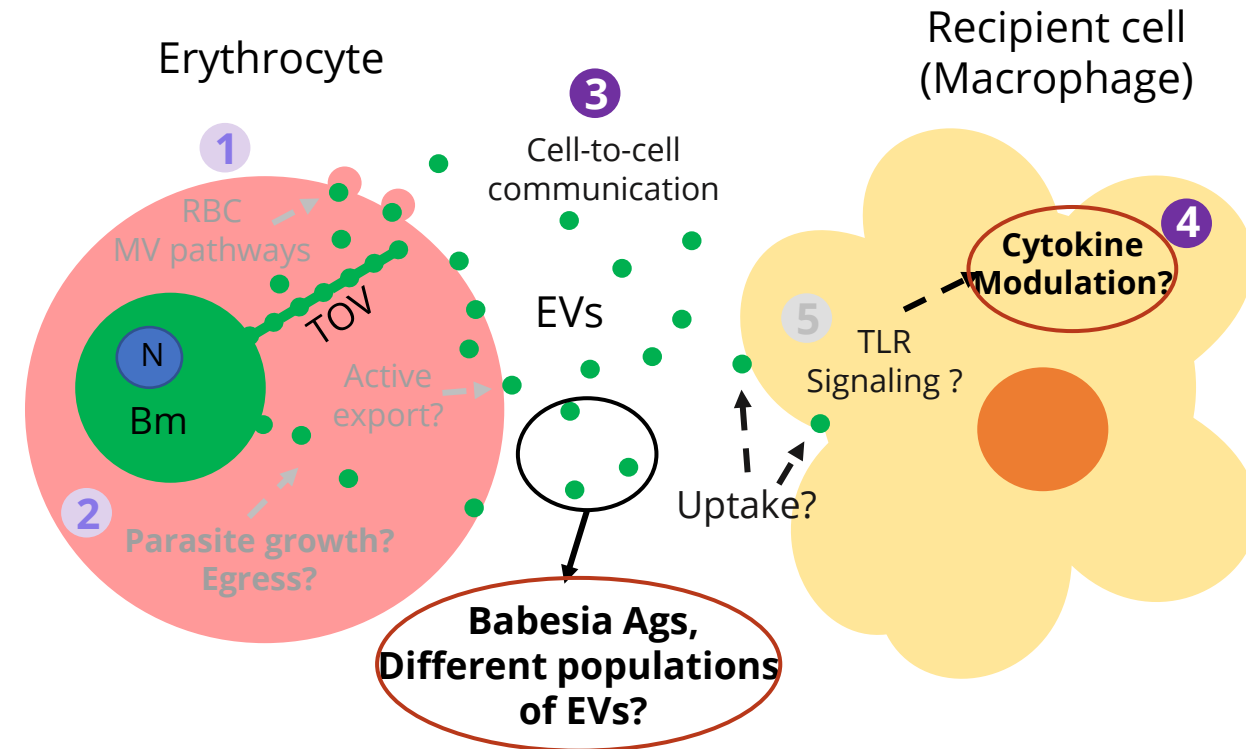 Erythrocyte
Recipient cell
(Macrophage)
3
Cell-to-cell
communication
1
RBC
MV pathways
TOV
N
Bm
Active
export?
2
Parasite growth?
Egress?
EVs
Uptake?
Babesia Ags,
Different populations
of EVs?
4
Cytokine
Modulation?
5
TLR
Signaling ?